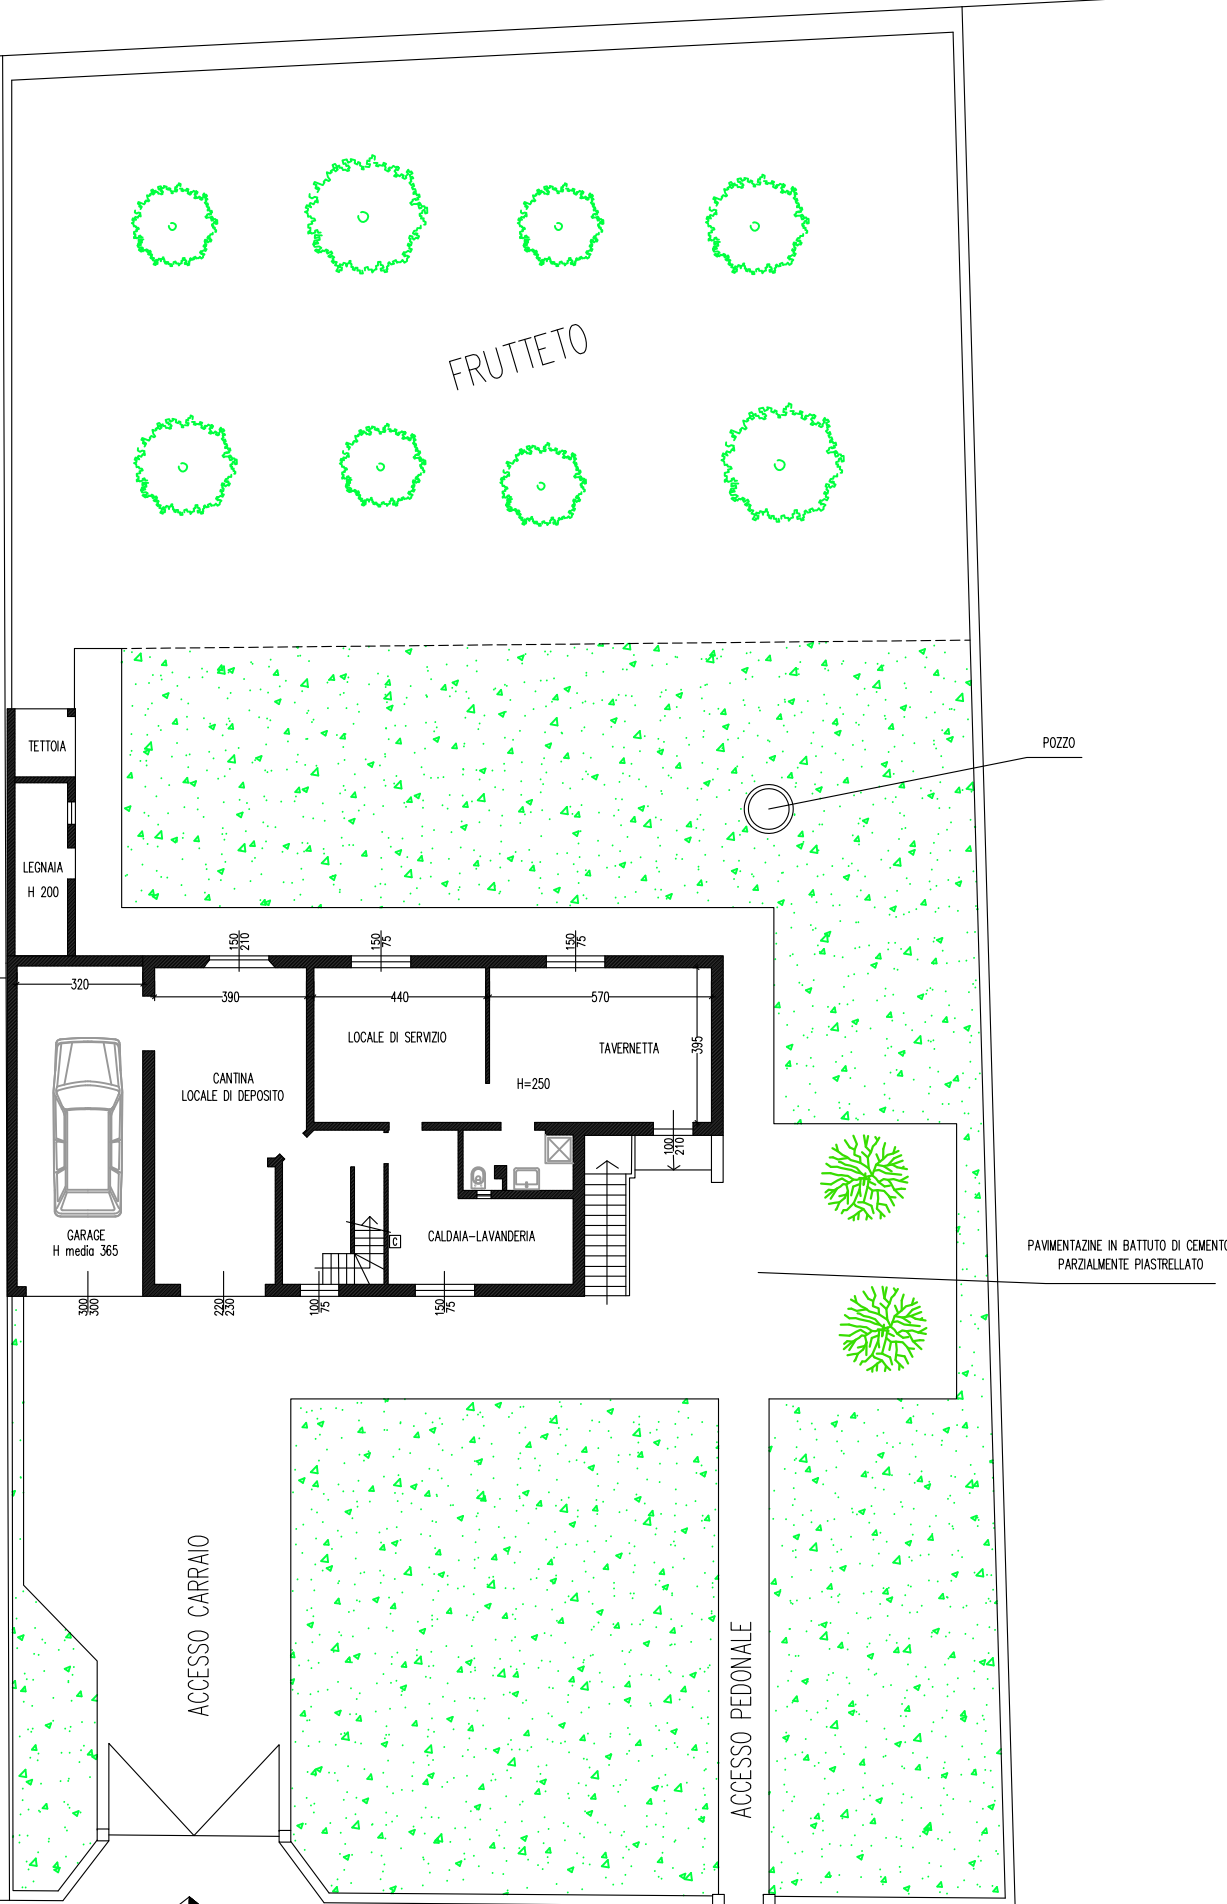 FRUTTETO
POZZO
TETTOIA
LEGNAIA
H 200
150
210
150
75
150
75
320
390
440
570
395
LOCALE DI SERVIZIO
TAVERNETTA
H=250
CANTINA
LOCALE DI DEPOSITO
100
210
GARAGE
H media 365
C
CALDAIA-LAVANDERIA
PAVIMENTAZINE IN BATTUTO DI CEMENTO
PARZIALMENTE PIASTRELLATO
300
300
220
230
100
75
150
75
ACCESSO CARRAIO
ACCESSO PEDONALE